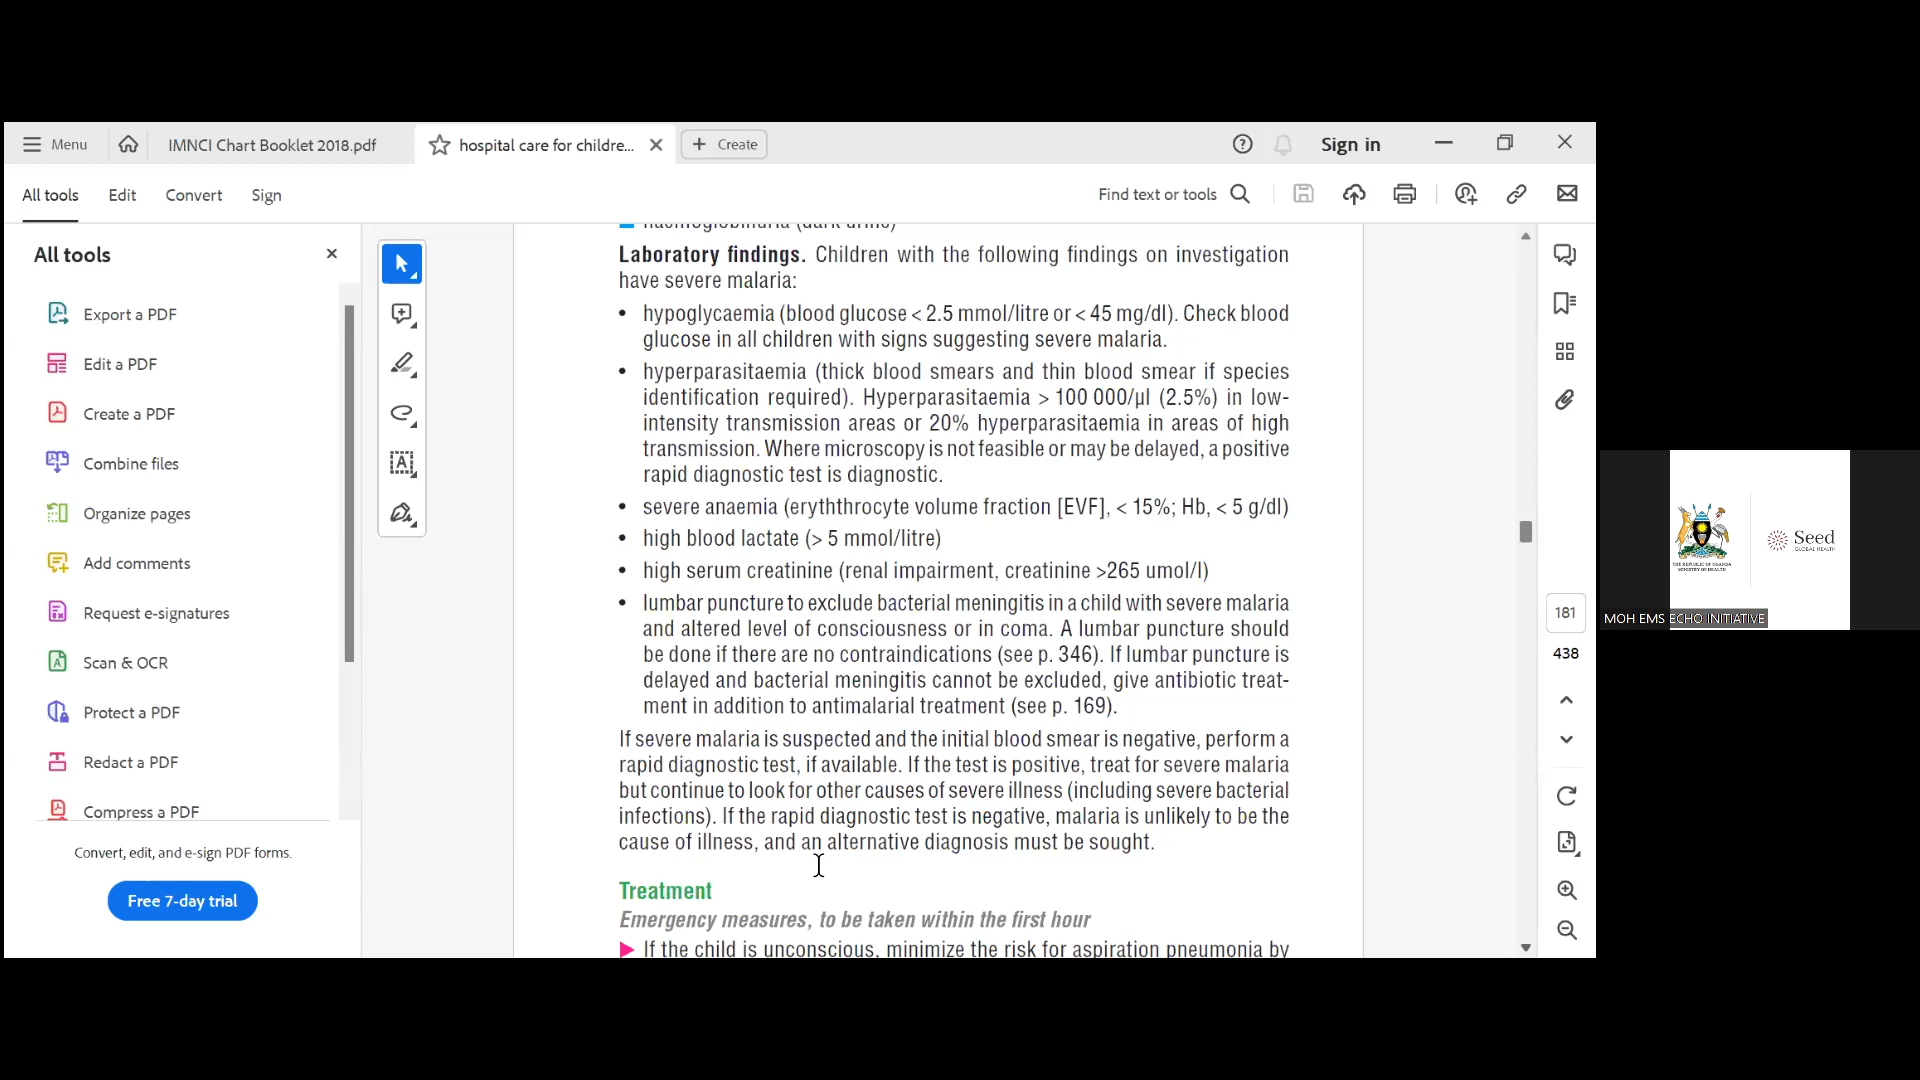 Menu
IMNCI Chart Booklet 2018.pdf
hospital care for childre...
Create
Sign in
All tools
Edit
Convert
Sign
Find text or tools
All tools
Export a PDF
Edit a PDF
Create a PDF
Combine files
Organize pages
Add comments
Request e-signatures
Scan & OCR
Protect a PDF
Redact a PDF
Compress a PDF
Convert, edit, and e-sign PDF forms.
Free 7-day trial
haemoglobinuria (dark urine)
Laboratory findings. Children with the following findings on investigation
have severe malaria:
• hypoglycaemia (blood glucose < 2.5 mmol/litre or < 45 mg/dl). Check blood
glucose in all children with signs suggesting severe malaria.
• hyperparasitaemia (thick blood smears and thin blood smear if species
identification required). Hyperparasitaemia > 100 000/µl (2.5%) in low-
intensity transmission areas or 20% hyperparasitaemia in areas of high
transmission. Where microscopy is not feasible or may be delayed, a positive
rapid diagnostic test is diagnostic.
• severe anaemia (eryththrocyte volume fraction [EVF], < 15%; Hb, < 5 g/dl)
• high blood lactate (> 5 mmol/litre)
• high serum creatinine (renal impairment, creatinine >265 umol/l)
• lumbar puncture to exclude bacterial meningitis in a child with severe malaria
and altered level of consciousness or in coma. A lumbar puncture should
be done if there are no contraindications (see p. 346). If lumbar puncture is
delayed and bacterial meningitis cannot be excluded, give antibiotic treat-
ment in addition to antimalarial treatment (see p. 169).
If severe malaria is suspected and the initial blood smear is negative, perform a
rapid diagnostic test, if available. If the test is positive, treat for severe malaria
but continue to look for other causes of severe illness (including severe bacterial
infections). If the rapid diagnostic test is negative, malaria is unlikely to be the
cause of illness, and an alternative diagnosis must be sought.
Treatment
Emergency measures, to be taken within the first hour
If the child is unconscious, minimize the risk for aspiration pneumonia by
181
438
THE REPUBLIC OF UGANDA
MINISTRY OF HEALTH
Seed
GLOBAL HEALTH
MOH EMS ECHO INITIATIVE